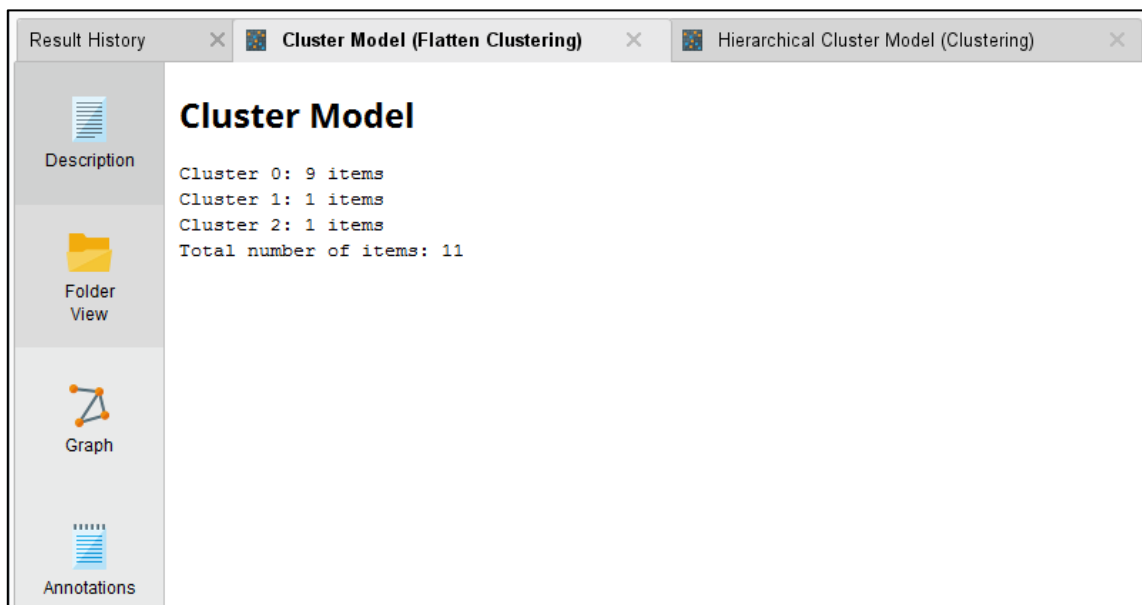 Result History
Cluster Model (Flatten Clustering)
Hierarchical Cluster Model (Clustering)
Description
Folder
View
Graph
Annotations
Cluster Model
Cluster 0: 9 items
Cluster 1: 1 items
Cluster 2: 1 items
Total number of items: 11